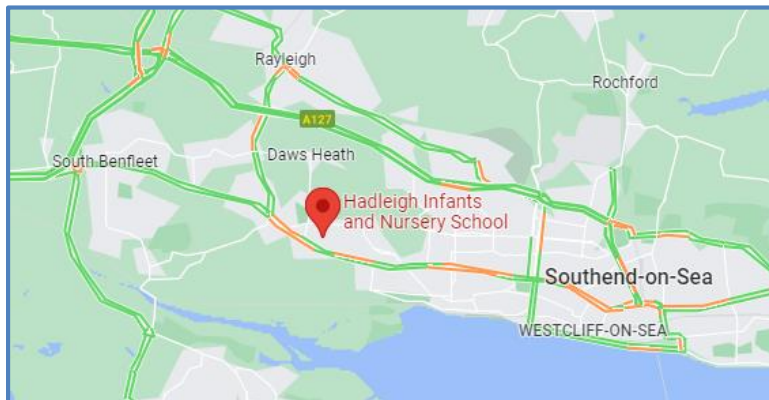 Rayleigh
Rochford
A127
South Benfleet
Daws Heath
Hadleigh Infants
and Nursery School
Southend-on-Sea
WESTCLIFF-ON-SEA